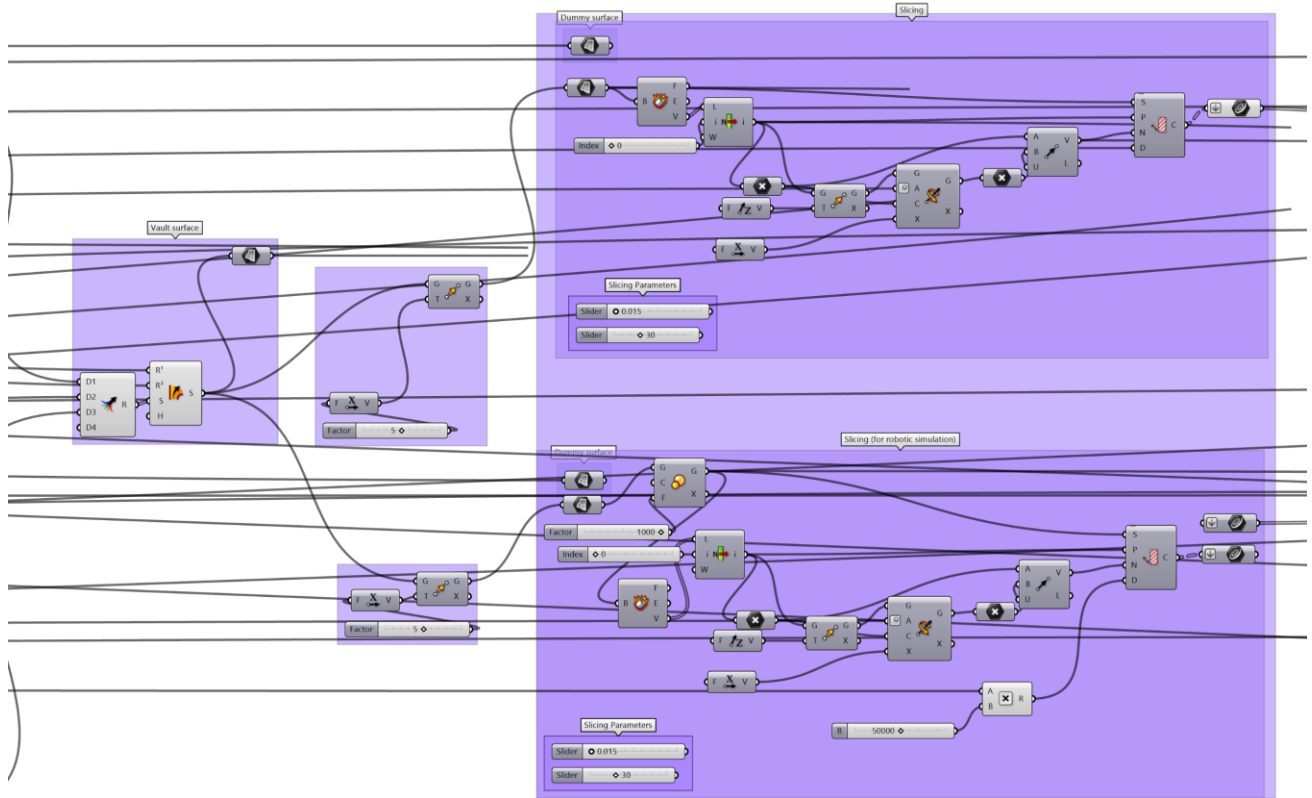 Slicing
Dummy surface
F
B E
V
L
i N i
W
Index 0
S
P
N C
D
A
B V
U L
G
A G
C
X X
F Z V
G G
T X
F X V
Vault surface
G G
T X
Slicing Parameters
Slider 0.015
Slider 30
D1
D2 R
D3
D4
R¹
R²
S S
H
F X V
Factor 5
Slicing (for robotic simulation)
Dummy surface
G G
C
F X
Factor 1000
Index 0
L
i N i
W
S
P
N C
D
F
B E
V
A
B V
U L
G G
T X
F X V
Factor 5
F Z V
G G
T X
G
A G
C
X X
F X V
A R
B
B 50000
Slicing Parameters
Slider 0.015
Slider 30